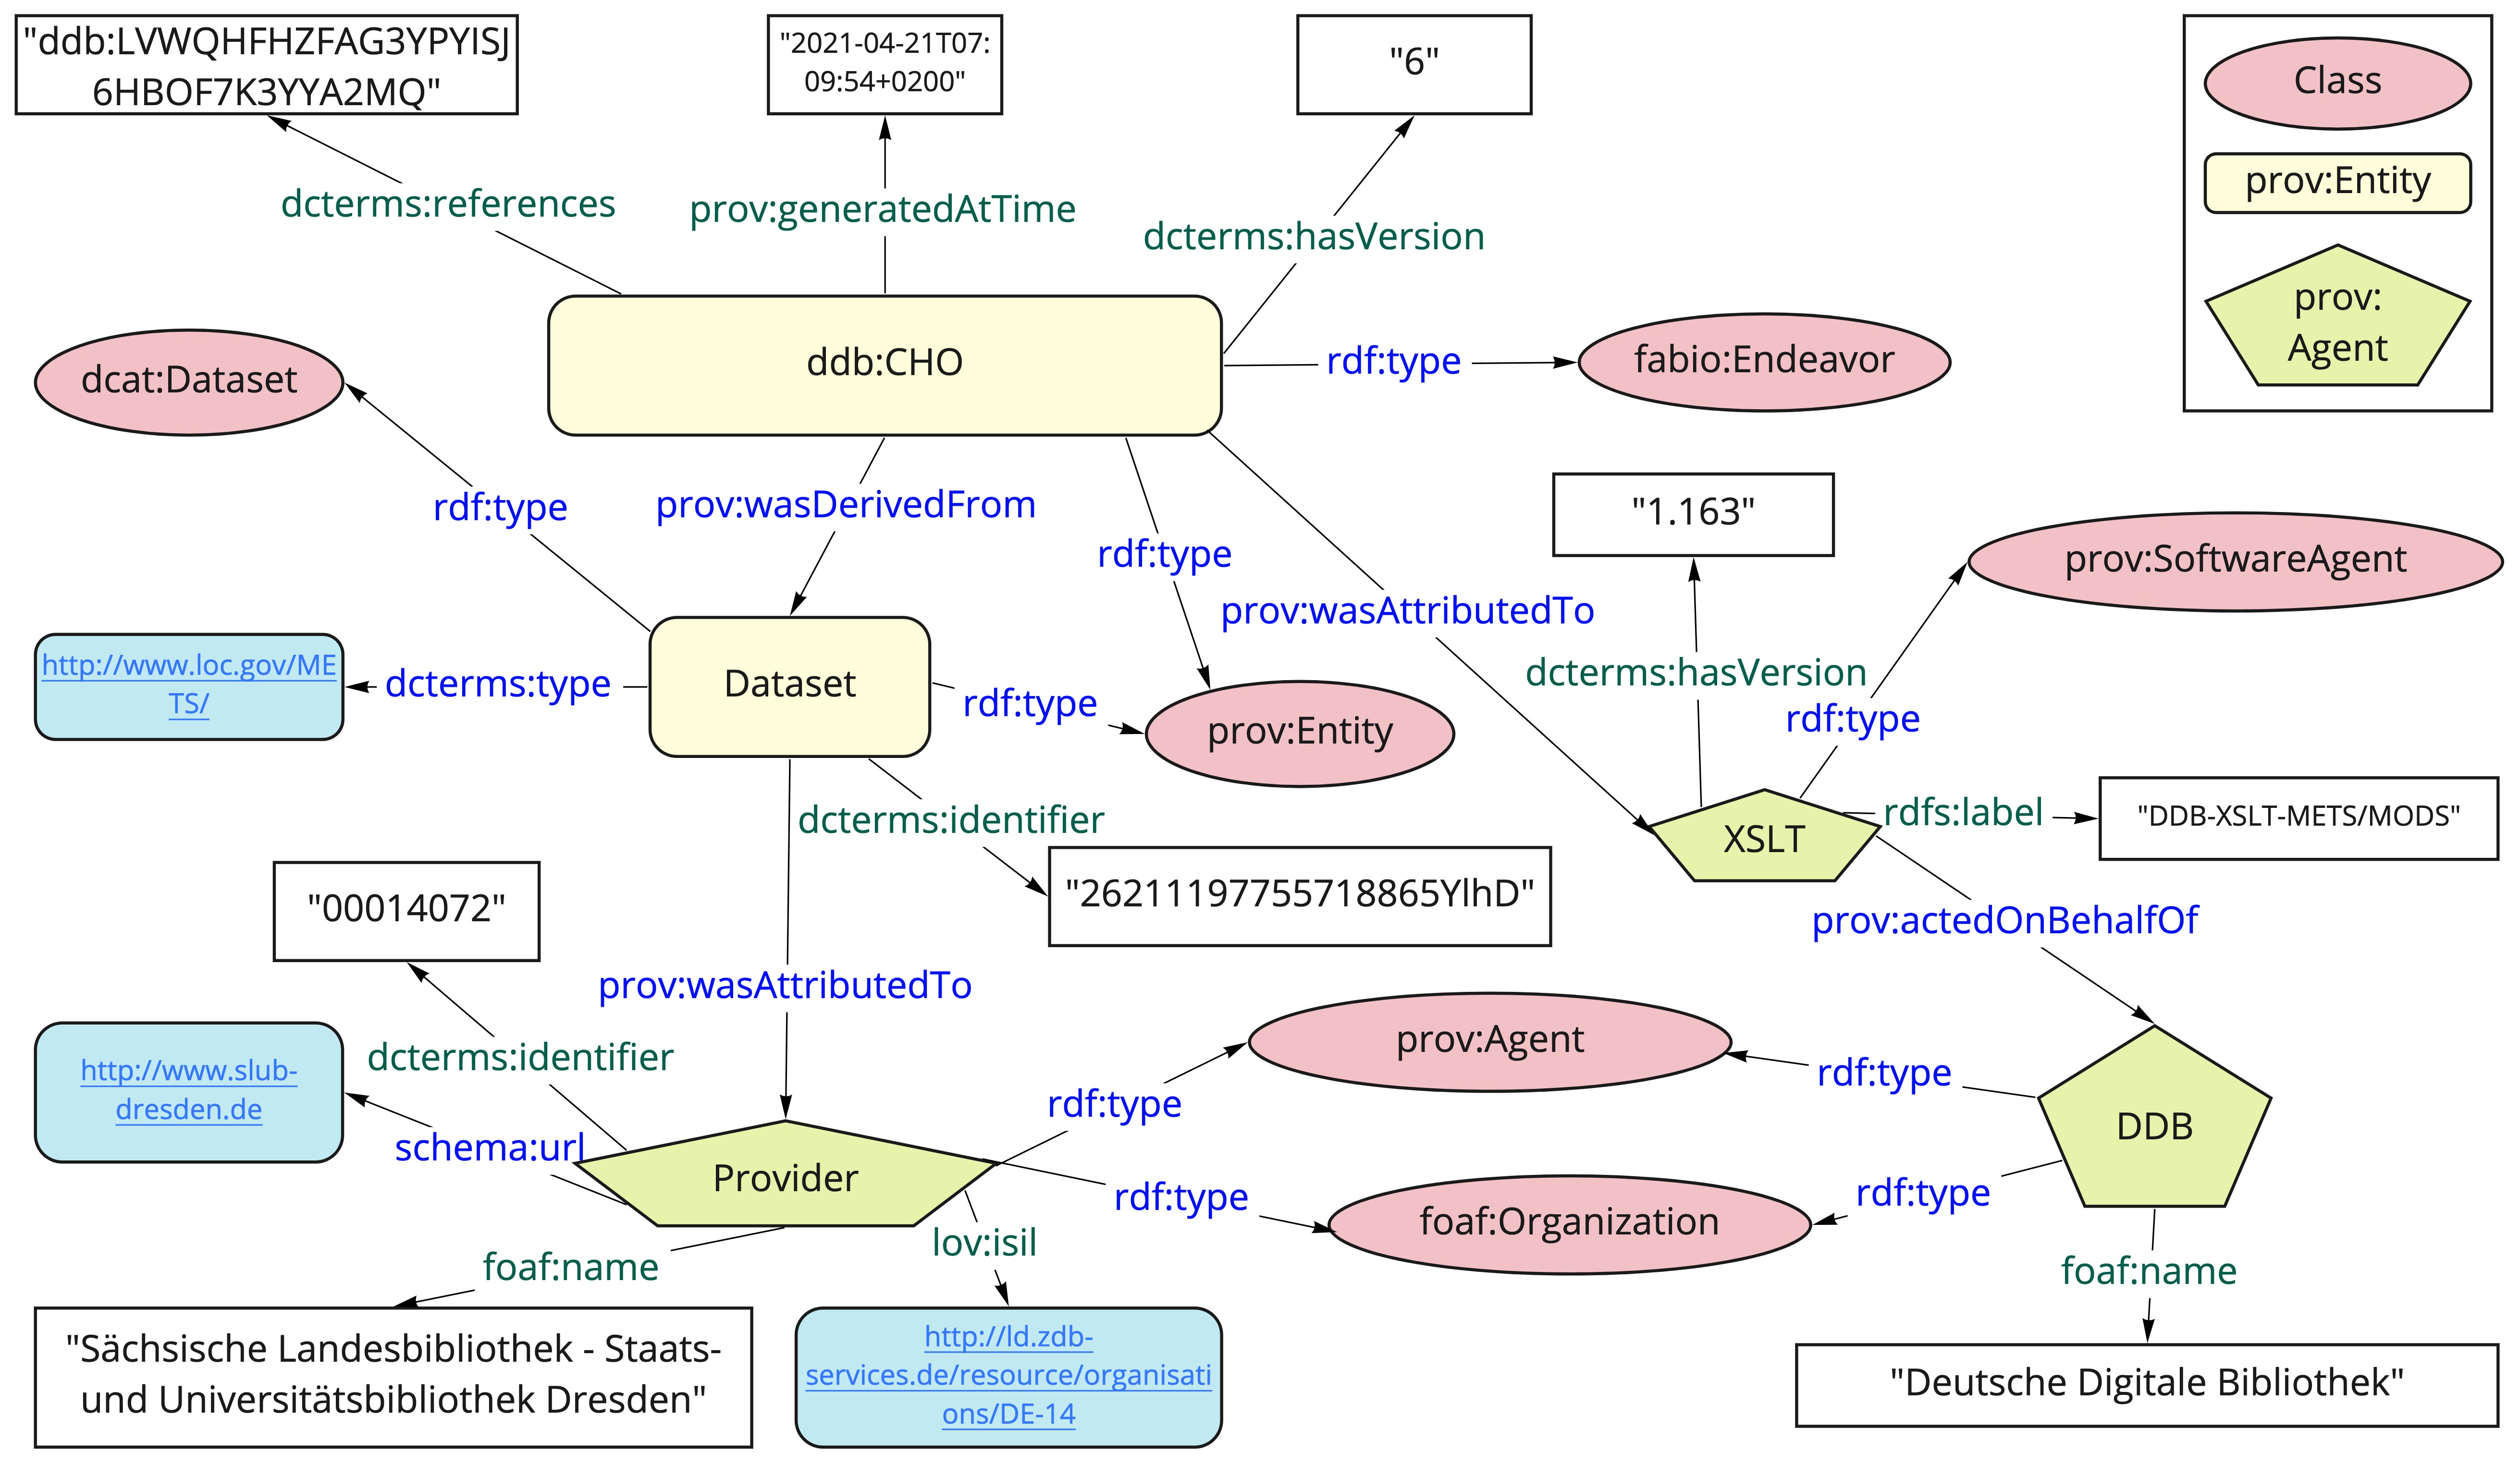 "ddb:LVWQHFHZFAG3YPYISJ
6HBOF7K3YYA2MQ"
"2021-04-21T07:
09:54+0200"
"6"
Class
prov:Entity
prov:
Agent
dcterms:references
prov:generatedAtTime
dcterms:hasVersion
ddb:CHO
rdf:type
fabio:Endeavor
dcat:Dataset
rdf:type
prov:wasDerivedFrom
rdf:type
prov:wasAttributedTo
"1.163"
prov:SoftwareAgent
dcterms:hasVersion
rdf:type
http://www.loc.gov/ME
TS/
dcterms:type
Dataset
rdf:type
prov:Entity
dcterms:identifier
"26211197755718865YlhD"
XSLT
rdfs:label
"DDB-XSLT-METS/MODS"
prov:actedOnBehalfOf
"00014072"
prov:wasAttributedTo
dcterms:identifier
http://www.slub-
dresden.de
schema:url
Provider
rdf:type
prov:Agent
rdf:type
DDB
rdf:type
foaf:Organization
rdf:type
foaf:name
lov:isil
foaf:name
"Sächsische Landesbibliothek - Staats-
und Universitätsbibliothek Dresden"
http://ld.zdb-
services.de/resource/organisati
ons/DE-14
"Deutsche Digitale Bibliothek"